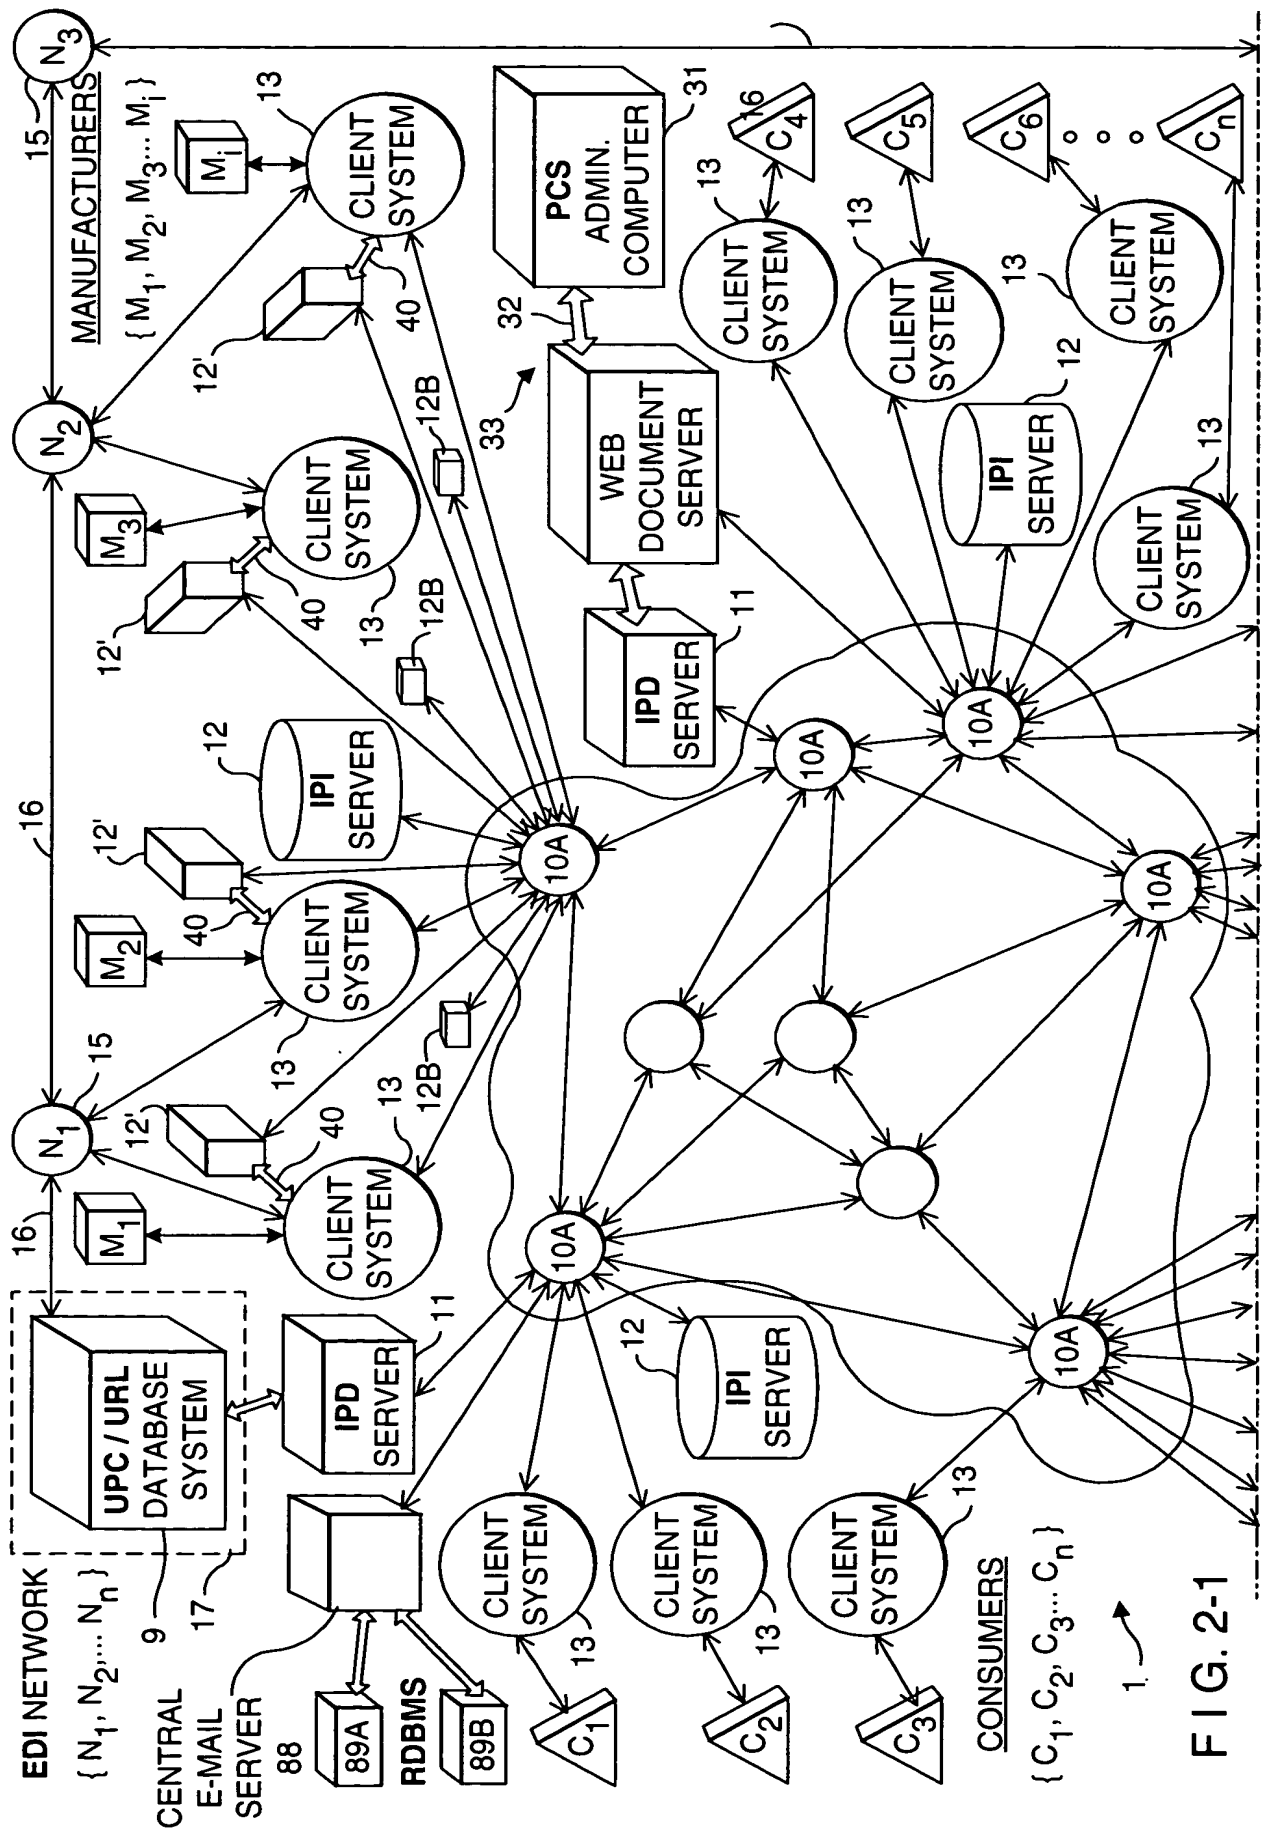 EDI NETWORK
{ N1, N2,... Nn }
9
17
UPC / URL
DATABASE
SYSTEM
16
N1
15
16
N2
15
N3
MANUFACTURERS
{ M1, M2, M3... Mi }
M1
M2
M3
Mi
12'
40
CLIENT
SYSTEM
13
12'
40
CLIENT
SYSTEM
13
12'
40
CLIENT
SYSTEM
13
12'
40
CLIENT
SYSTEM
13
12
IPI
SERVER
12B
12B
12B
CENTRAL
E-MAIL
SERVER
88
89A
RDBMS
89B
IPD
SERVER
11
10A
10A
10A
10A
10A
10A
IPD
SERVER
11
WEB
DOCUMENT
SERVER
33
32
PCS
ADMIN.
COMPUTER
31
12
IPI
SERVER
C1
CLIENT
SYSTEM
13
C2
CLIENT
SYSTEM
13
C3
CLIENT
SYSTEM
13
CLIENT
SYSTEM
13
16
C4
CLIENT
SYSTEM
13
C5
CLIENT
SYSTEM
13
C6
IPI
SERVER
12
CLIENT
SYSTEM
13
Cn
CONSUMERS
{ C1, C2, C3... Cn }
1
FIG. 2-1